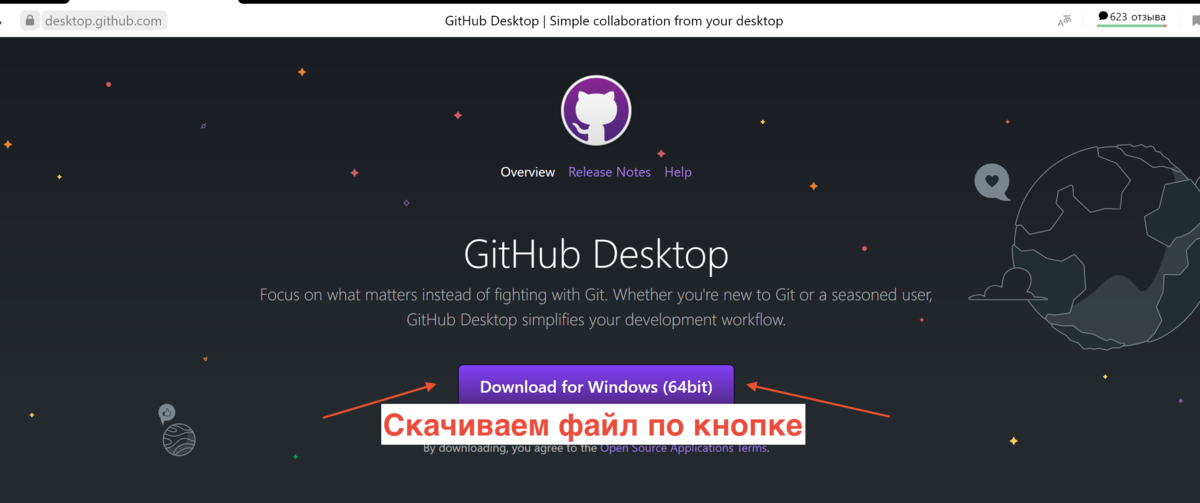 desktop.github.com
GitHub Desktop | Simple collaboration from your desktop
623 отзыва
Overview Release Notes Help
GitHub Desktop
Focus on what matters instead of fighting with Git. Whether you're new to Git or a seasoned user,
GitHub Desktop simplifies your development workflow.
Download for Windows (64bit)
Скачиваем файл по кнопке
By downloading, you agree to the Open Source Applications Terms.